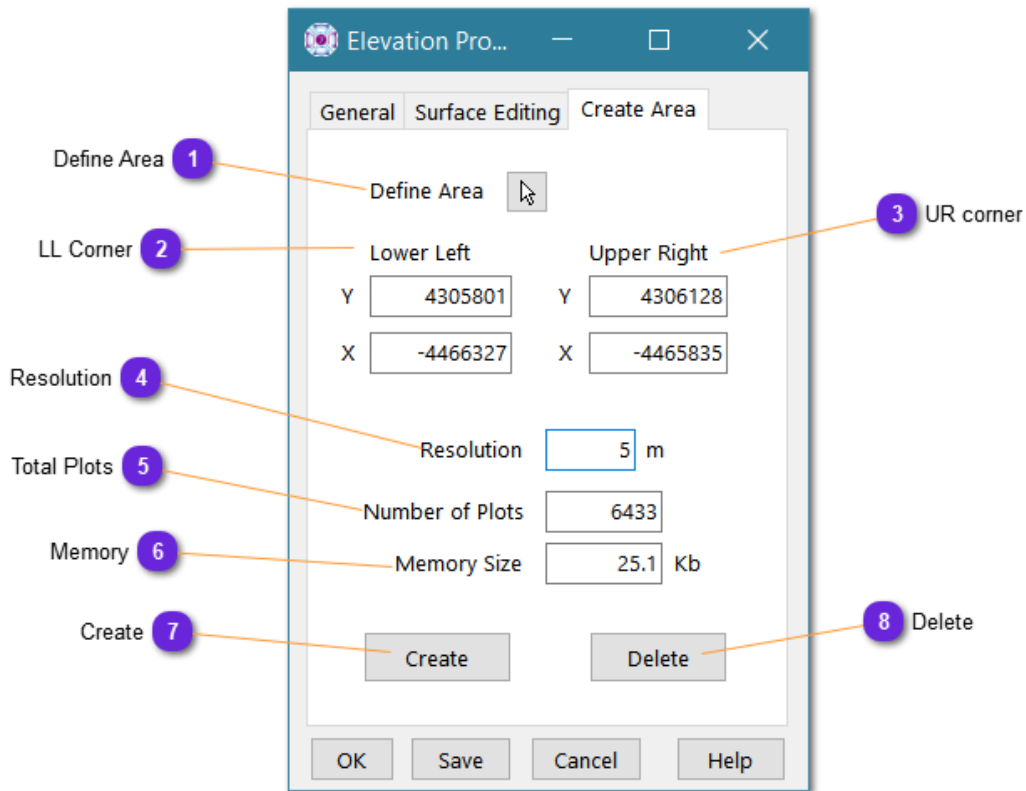 Elevation Pro...
General Surface Editing Create Area
Define Area 1
Define Area
3 UR corner
LL Corner 2
Lower Left Upper Right
Y 4305801 Y 4306128
X -4466327 X -4465835
Resolution 4
Resolution 5 m
Total Plots 5
Number of Plots 6433
Memory 6
Memory Size 25.1 Kb
Create 7
8 Delete
Create Delete
OK Save Cancel Help